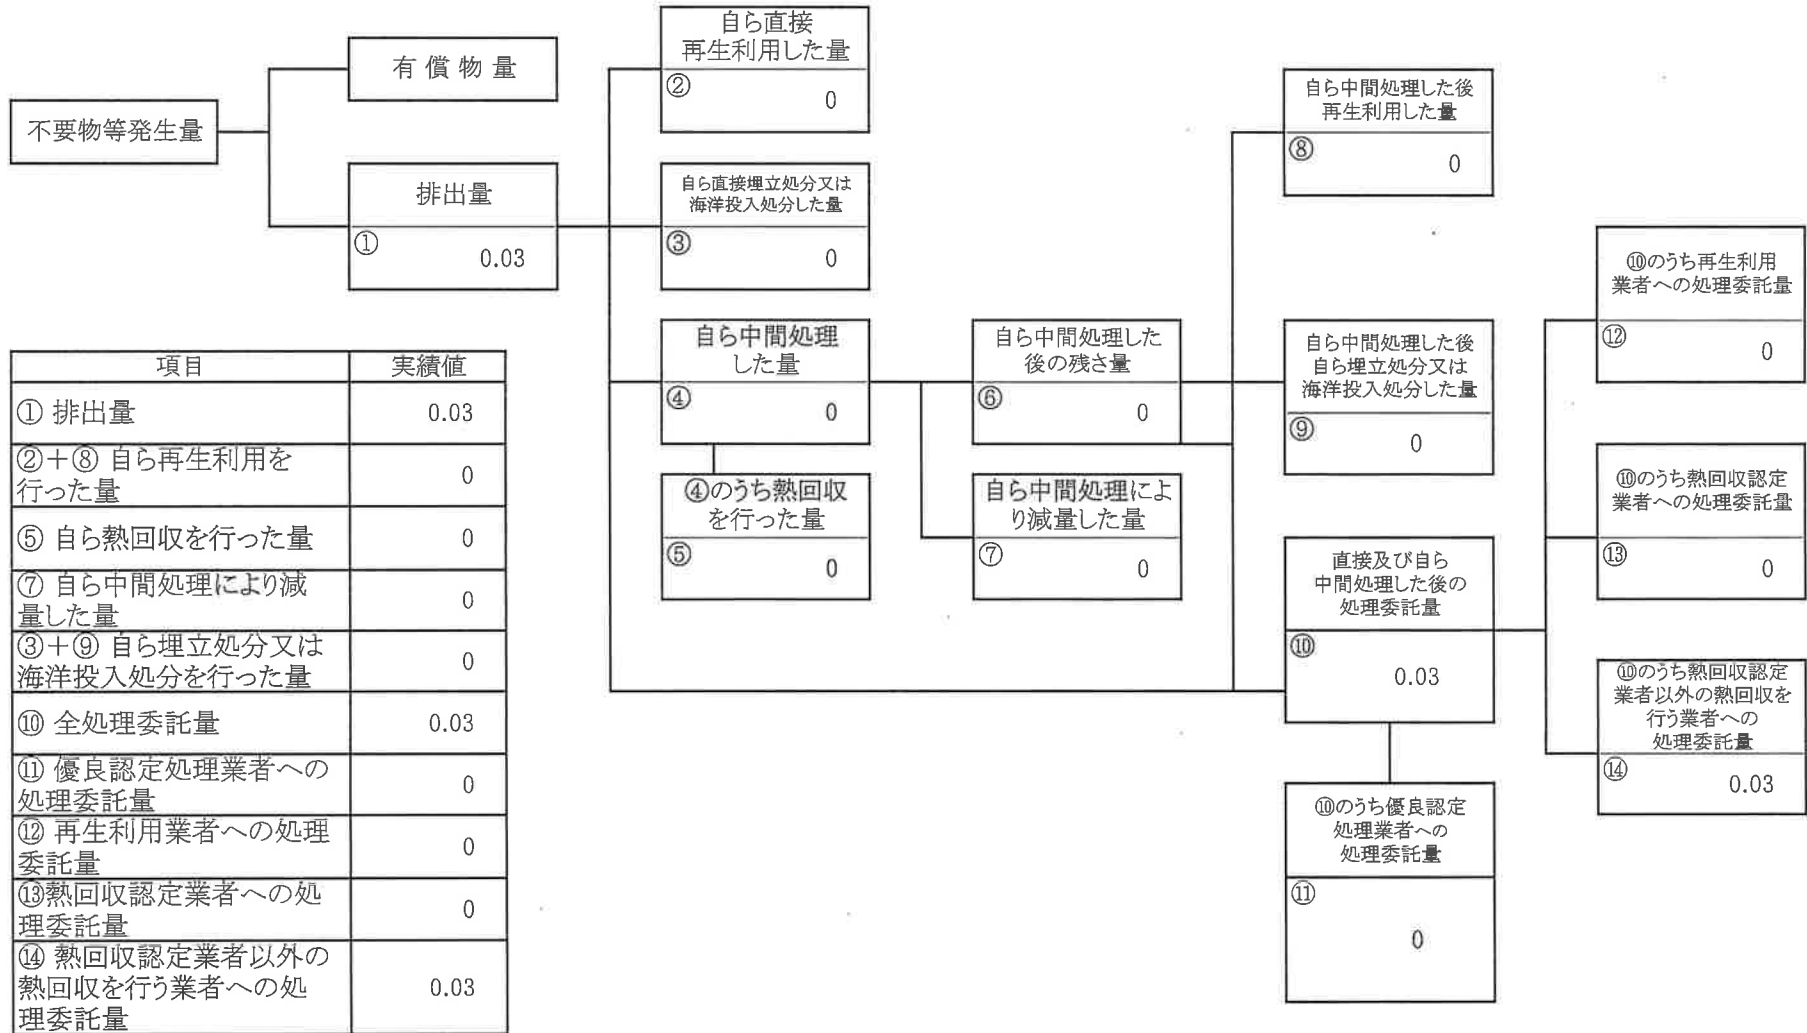 不要物等発生量
有償物量
排出量
①
0.03
自ら直接
再生利用した量
②
0
自ら直接埋立処分又は
海洋投入処分した量
③
0
自ら中間処理
した量
④
0
④のうち熱回収
を行った量
⑤
0
自ら中間処理した
後の残さ量
⑥
0
自ら中間処理によ
り減量した量
⑦
0
自ら中間処理した後
再生利用した量
⑧
0
自ら中間処理した後
自ら埋立処分又は
海洋投入処分した量
⑨
0
直接及び自ら
中間処理した後の
処理委託量
⑩
0.03
⑩のうち優良認定
処理業者への
処理委託量
⑪
0
⑩のうち再生利用
業者への処理委託量
⑫
0
⑩のうち熱回収認定
業者への処理委託量
⑬
0
⑩のうち熱回収認定
業者以外の熱回収を
行う業者への
処理委託量
⑭
0.03
項目 実績値
① 排出量 0.03
②+⑧ 自ら再生利用を
行った量 0
⑤ 自ら熱回収を行った量 0
⑦ 自ら中間処理により減
量した量 0
③+⑨ 自ら埋立処分又は
海洋投入処分を行った量 0
⑩ 全処理委託量 0.03
⑪ 優良認定処理業者への
処理委託量 0
⑫ 再生利用業者への処理
委託量 0
⑬熱回収認定業者への処
理委託量 0
⑭ 熱回収認定業者以外の
熱回収を行う業者への処
理委託量 0.03